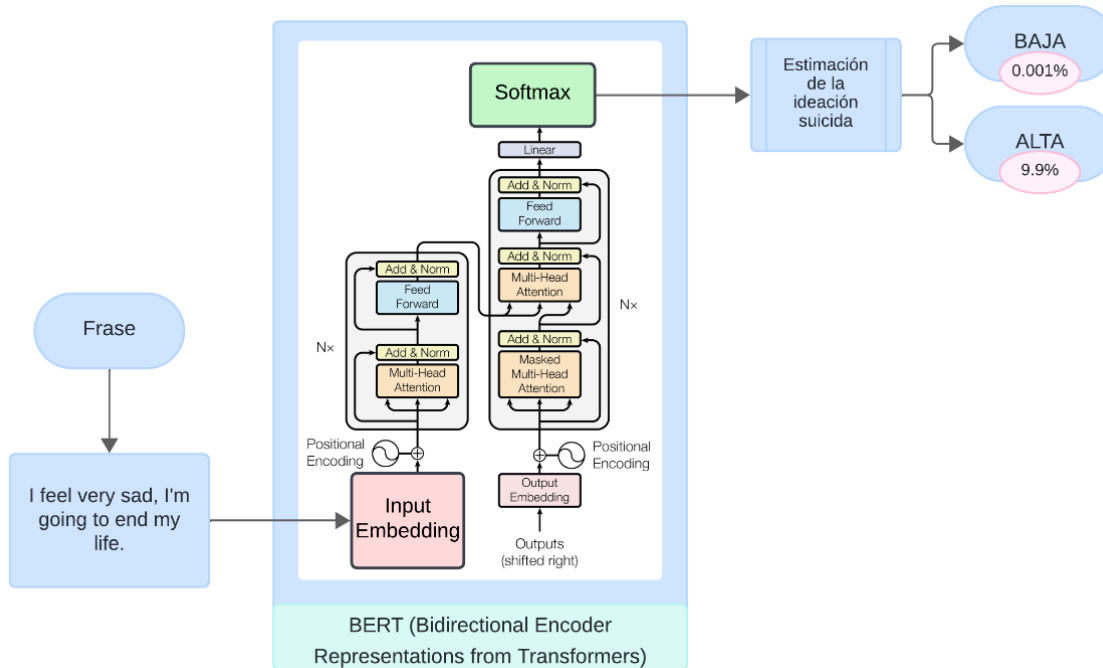 Frase
I feel very sad, I'm
going to end my
life.
Input
Embedding
Positional
Encoding
Nx
Multi-Head
Attention
Add & Norm
Feed
Forward
Add & Norm
Outputs
(shifted right)
Output
Embedding
Positional
Encoding
Nx
Masked
Multi-Head
Attention
Add & Norm
Multi-Head
Attention
Add & Norm
Feed
Forward
Add & Norm
Linear
Softmax
BERT (Bidirectional Encoder
Representations from Transformers)
Estimación
de la
ideación
suicida
BAJA
0.001%
ALTA
9.9%